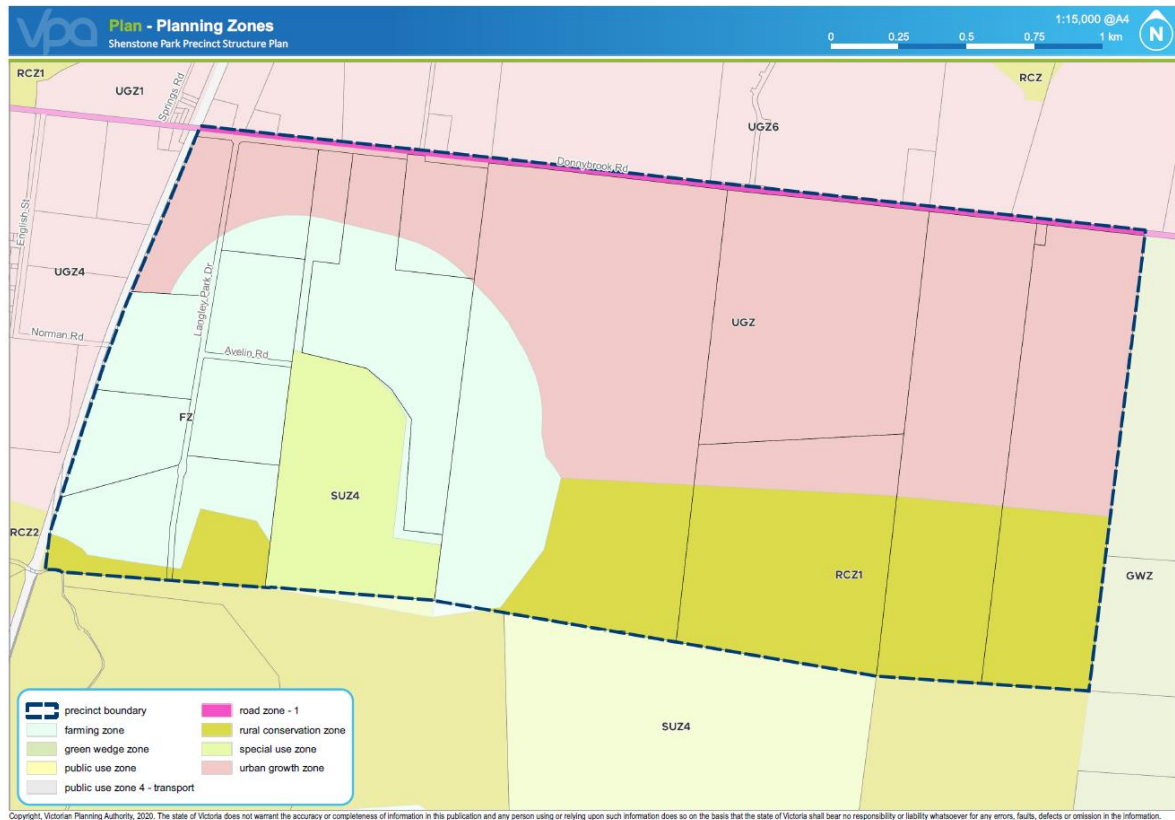 vpa
Plan - Planning Zones
Shenstone Park Precinct Structure Plan
1:15,000 @A4
0 0.25 0.5 0.75 1 km
N
RCZ1
UGZ1
Springs Rd
RCZ
UGZ6
Donnybrook Rd
English St
UGZ4
Langley Park Dr
UGZ
Norman Rd
Avelin Rd
FZ
SUZ4
RCZ2
RCZ1
GWZ
SUZ4
precinct boundary
farming zone
green wedge zone
public use zone
public use zone 4 - transport
road zone - 1
rural conservation zone
special use zone
urban growth zone
Copyright, Victorian Planning Authority, 2020. The state of Victoria does not warrant the accuracy or completeness of information in this publication and any person using or relying upon such information does so on the basis that the state of Victoria shall bear no responsibility or liability whatsoever for any errors, faults, defects or omission in the information.